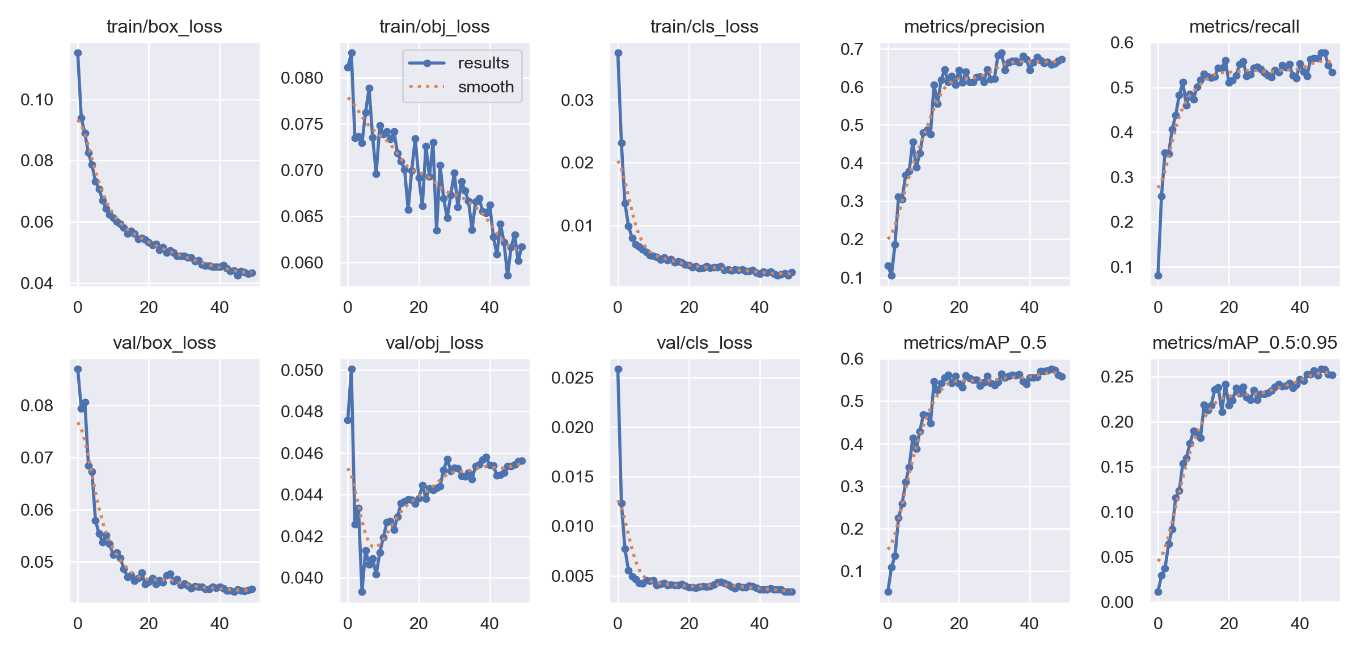 train/box_loss
train/obj_loss
train/cls_loss
metrics/precision
metrics/recall
0.10
0.08
0.06
0.04
0 20 40
0.080
0.075
0.070
0.065
0.060
0 20 40
results
smooth
0.03
0.02
0.01
0 20 40
0.7
0.6
0.5
0.4
0.3
0.2
0.1
0 20 40
0.6
0.5
0.4
0.3
0.2
0.1
0 20 40
val/box_loss
val/obj_loss
val/cls_loss
metrics/mAP_0.5
metrics/mAP_0.5:0.95
0.08
0.07
0.06
0.05
0 20 40
0.050
0.048
0.046
0.044
0.042
0.040
0 20 40
0.025
0.020
0.015
0.010
0.005
0 20 40
0.6
0.5
0.4
0.3
0.2
0.1
0 20 40
0.25
0.20
0.15
0.10
0.05
0.00
0 20 40